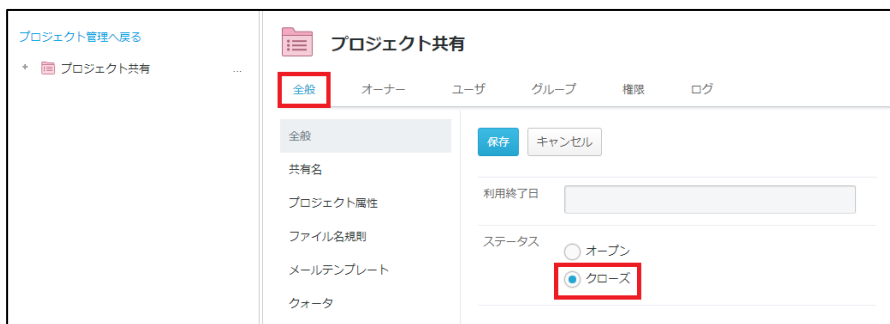 プロジェクト管理へ戻る
+ プロジェクト共有 ...
プロジェクト共有
全般 オーナー ユーザ グループ 権限 ログ
全般
共有名
プロジェクト属性
ファイル名規則
メールテンプレート
クォータ
保存 キャンセル
利用終了日
ステータス
オープン
クローズ